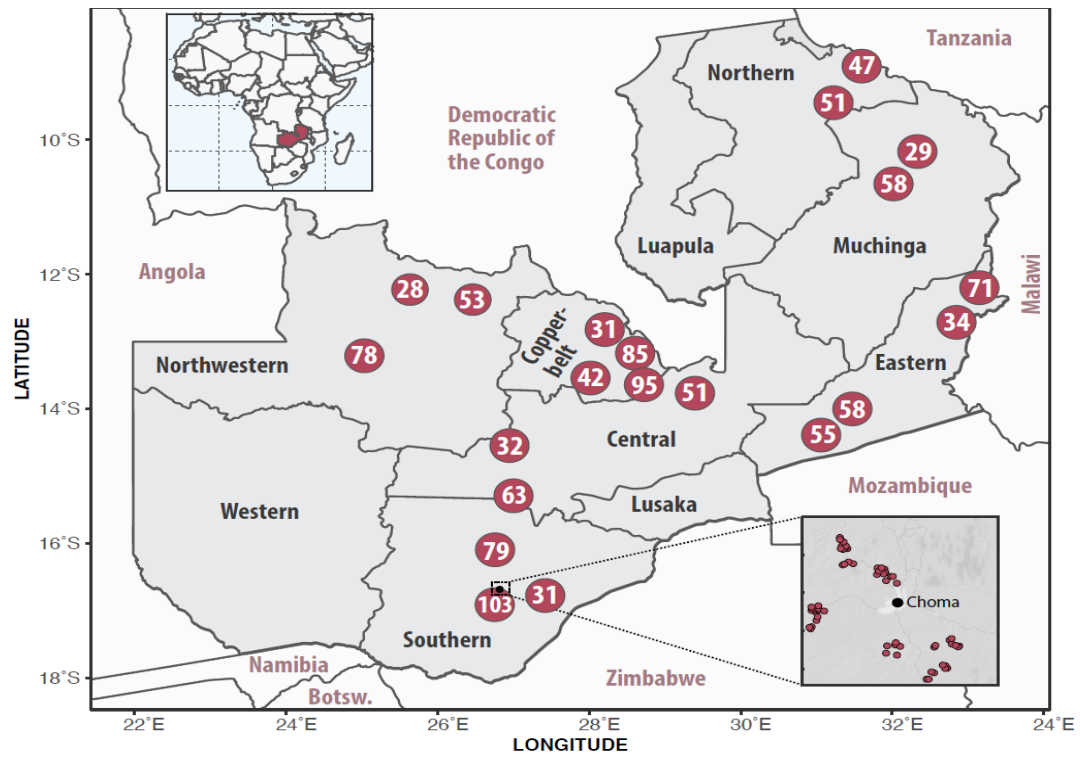 Tanzania
Northern
47
Democratic
Republic of
the Congo
51
10°S
29
58
Luapula
Muchinga
Angola
12°S
Malawi
28
53
71
31
34
Copper-
belt
85
78
Northwestern
Eastern
42
95
51
LATITUDE
14°S
58
32
Central
55
63
Mozambique
Western
Lusaka
16°S
79
31
103
Choma
Southern
Namibia
18°S
Zimbabwe
Botsw.
22°E
24°E
26°E
28°E
30°E
32°E
24°E
LONGITUDE